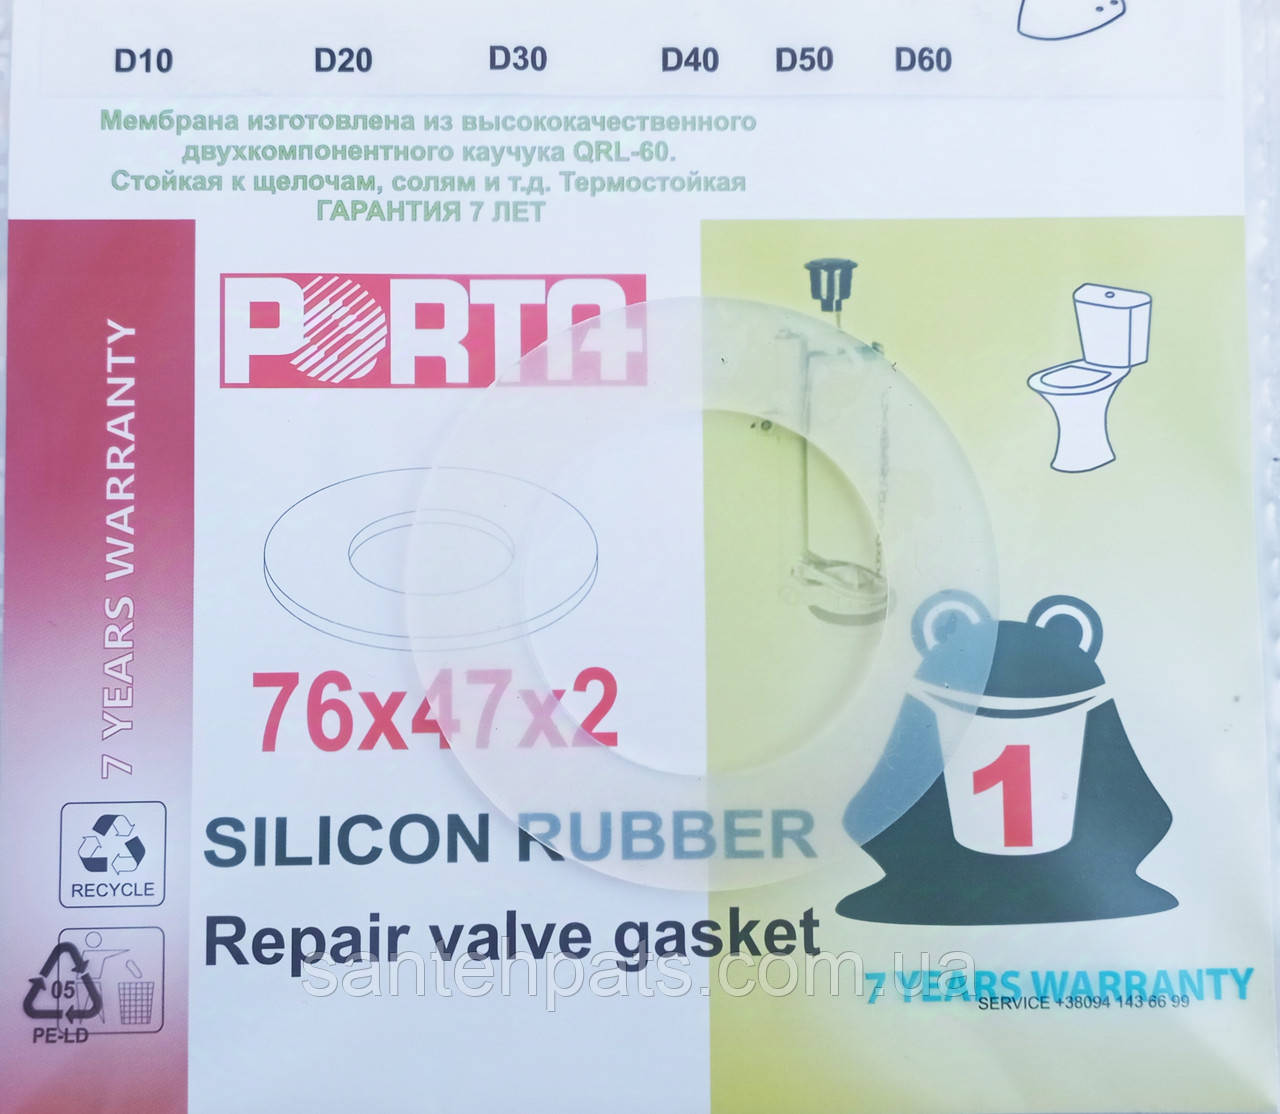 D10 D20 D30 D40 D50 D60
Мембрана изготовлена из высококачественного
двухкомпонентного каучука QRL-60.
Стойкая к щелочам, солям и т.д. Термостойкая
ГАРАНТИЯ 7 ЛЕТ
7 YEARS WARRANTY
PORTA
76x47x2
SILICON RUBBER
Repair valve gasket
1
RECYCLE
05
PE-LD
santehpats.com.ua
7 YEARS WARRANTY
SERVICE +38094 143 66 99